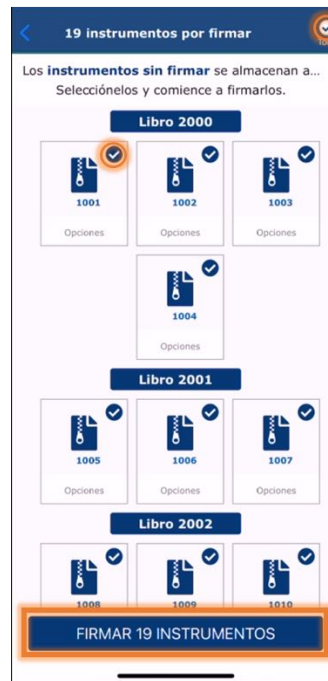 19 instrumentos por firmar
Los instrumentos sin firmar se almacenan a...
Selecciónelos y comience a firmarlos.
Libro 2000
1001 1002 1003
Opciones Opciones Opciones
1004
Opciones
Libro 2001
1005 1006 1007
Opciones Opciones Opciones
Libro 2002
1008 1009 1010
FIRMAR 19 INSTRUMENTOS